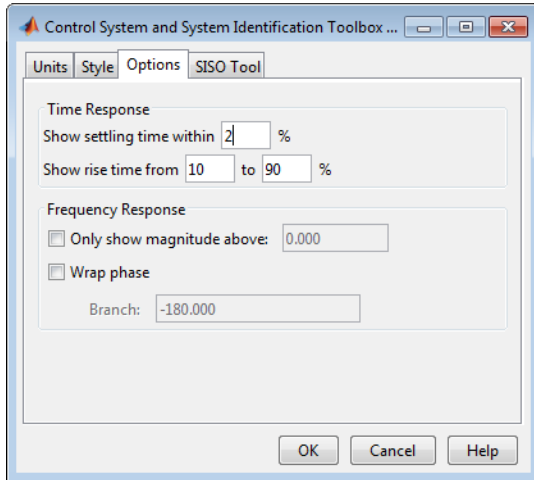 Control System and System Identification Toolbox ...
Units Style Options SISO Tool
Time Response
Show settling time within 2 %
Show rise time from 10 to 90 %
Frequency Response
Only show magnitude above: 0.000
Wrap phase
Branch: -180.000
OK Cancel Help